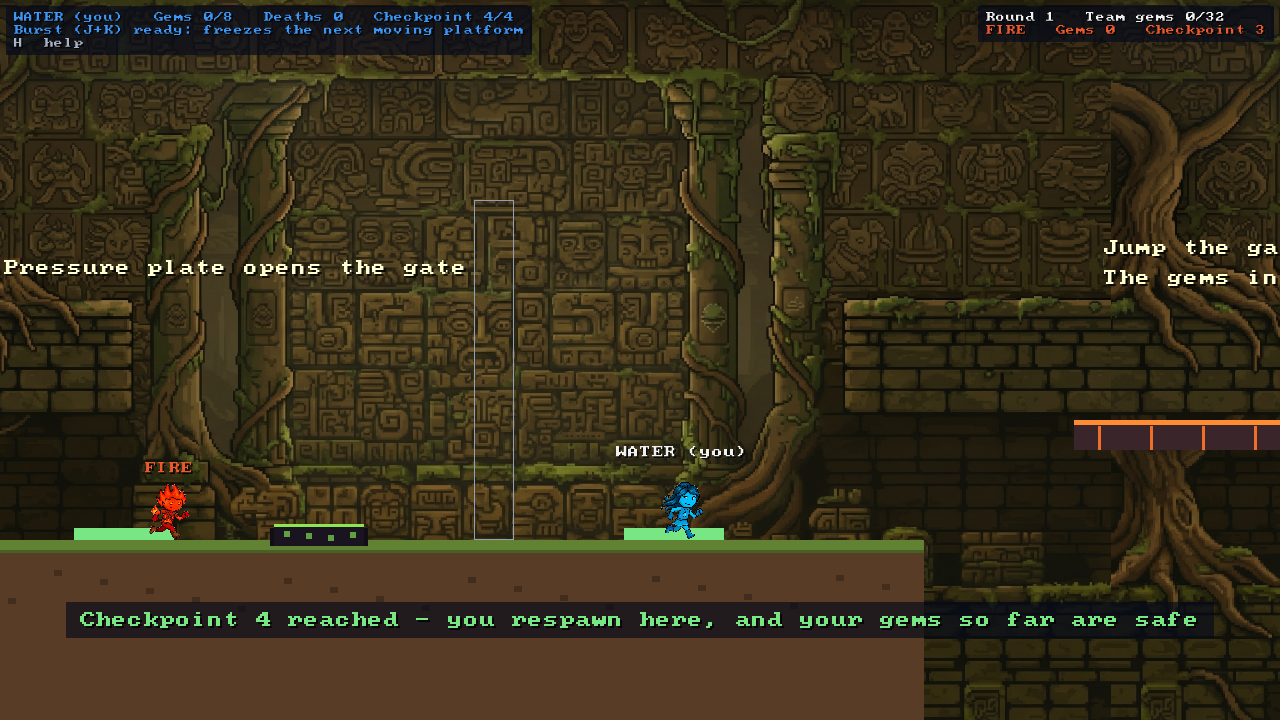 WATER (you)   Gems 0/8   Deaths 0   Checkpoint 4/4
Burst (J+K) ready: freezes the next moving platform
H  help
Round 1   Team gems 0/32
FIRE   Gems 0   Checkpoint 3
Pressure plate opens the gate
Jump the ga
The gems in
WATER (you)
FIRE
Checkpoint 4 reached - you respawn here, and your gems so far are safe